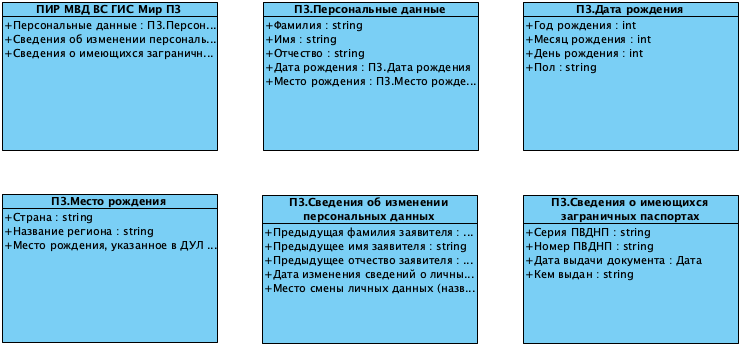 ПИР МВД ВС ГИС Мир ПЗ
+Персональные данные : ПЗ.Персон...
+Сведения об изменении персональ...
+Сведения о имеющихся заграничн...
ПЗ.Персональные данные
+Фамилия : string
+Имя : string
+Отчество : string
+Дата рождения : ПЗ.Дата рождения
+Место рождения : ПЗ.Место рожде...
ПЗ.Дата рождения
+Год рождения : int
+Месяц рождения : int
+День рождения : int
+Пол : string
ПЗ.Место рождения
+Страна : string
+Название региона : string
+Место рождения, указанное в ДУЛ ...
ПЗ.Сведения об изменении
персональных данных
+Предыдущая фамилия заявителя : ...
+Предыдущее имя заявителя : string
+Предыдущее отчество заявителя : ...
+Дата изменения сведений о личны...
+Место смены личных данных (назв...
ПЗ.Сведения о имеющихся
заграничных паспортах
+Серия ПВДНП : string
+Номер ПВДНП : string
+Дата выдачи документа : Дата
+Кем выдан : string